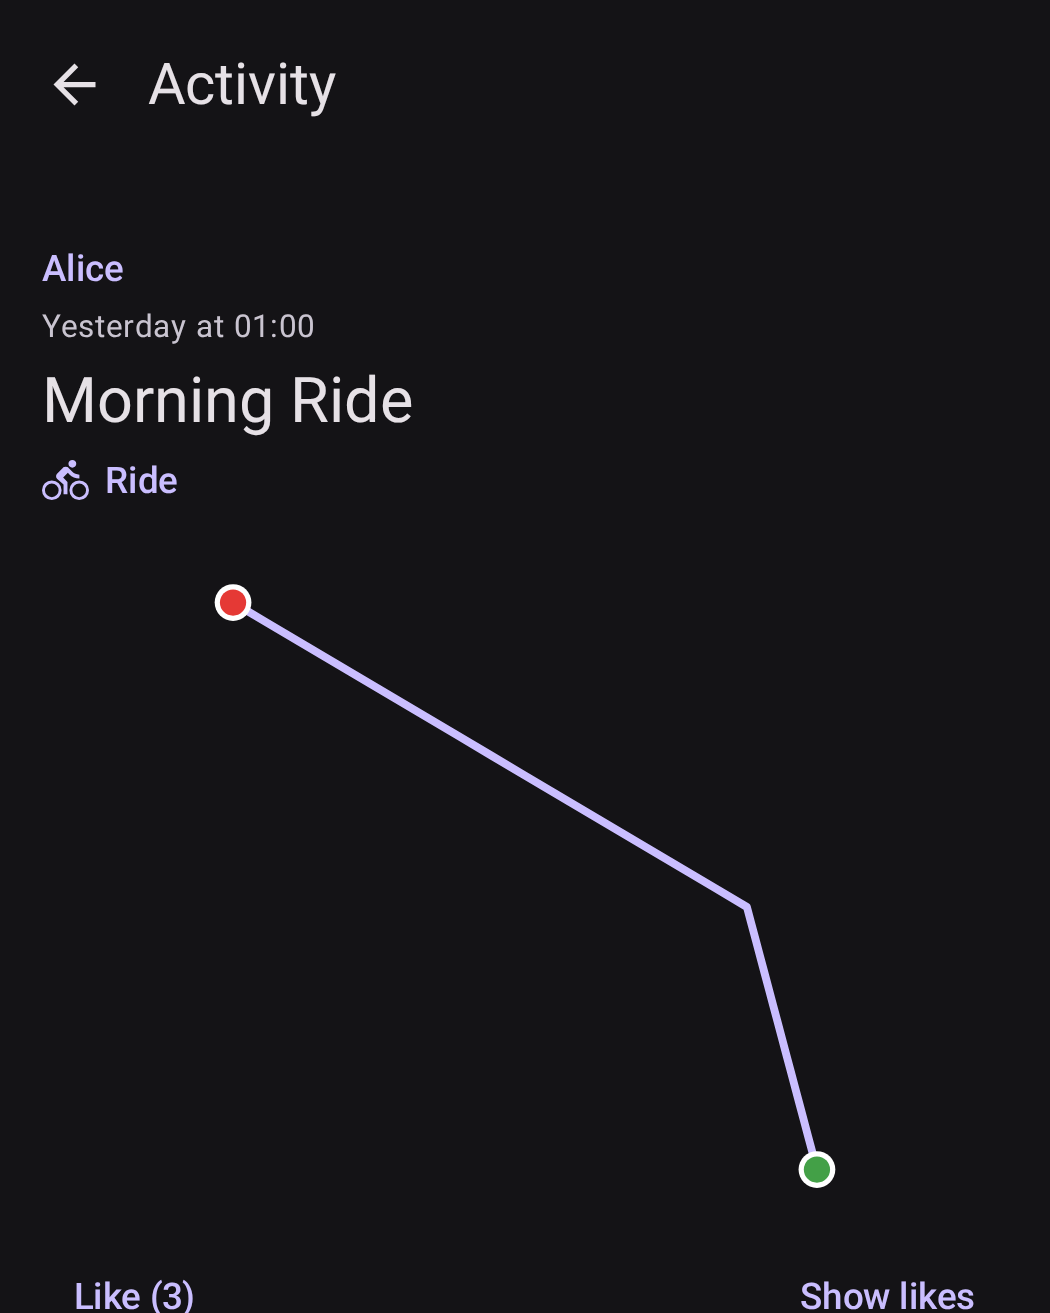 Activity
Alice
Yesterday at 01:00
Morning Ride
Ride
Like (3)
Show likes